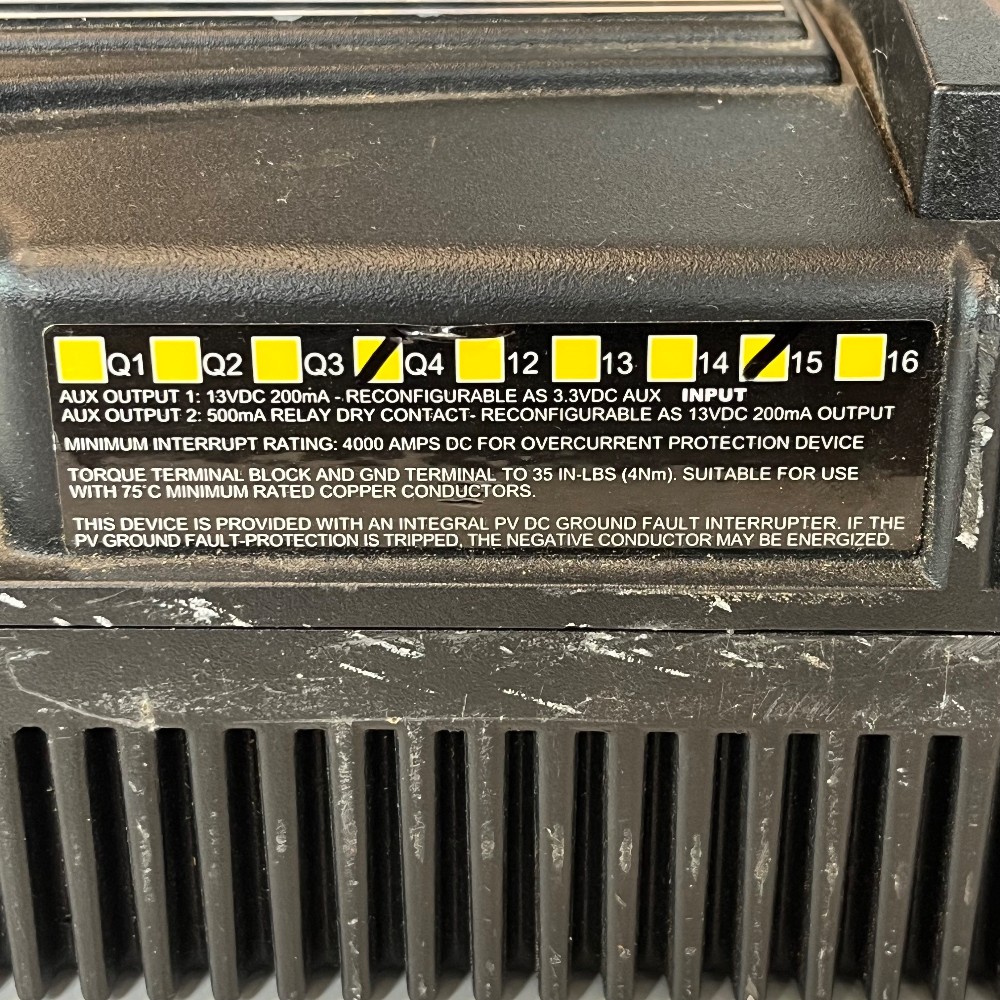 Q1 Q2 Q3 Q4 12 13 14 15 16
AUX OUTPUT 1: 13VDC 200mA - RECONFIGURABLE AS 3.3VDC AUX INPUT
AUX OUTPUT 2: 500mA RELAY DRY CONTACT- RECONFIGURABLE AS 13VDC 200mA OUTPUT
MINIMUM INTERRUPT RATING: 4000 AMPS DC FOR OVERCURRENT PROTECTION DEVICE
TORQUE TERMINAL BLOCK AND GND TERMINAL TO 35 IN-LBS (4Nm). SUITABLE FOR USE
WITH 75°C MINIMUM RATED COPPER CONDUCTORS.
THIS DEVICE IS PROVIDED WITH AN INTEGRAL PV DC GROUND FAULT INTERRUPTER. IF THE
PV GROUND FAULT-PROTECTION IS TRIPPED, THE NEGATIVE CONDUCTOR MAY BE ENERGIZED.